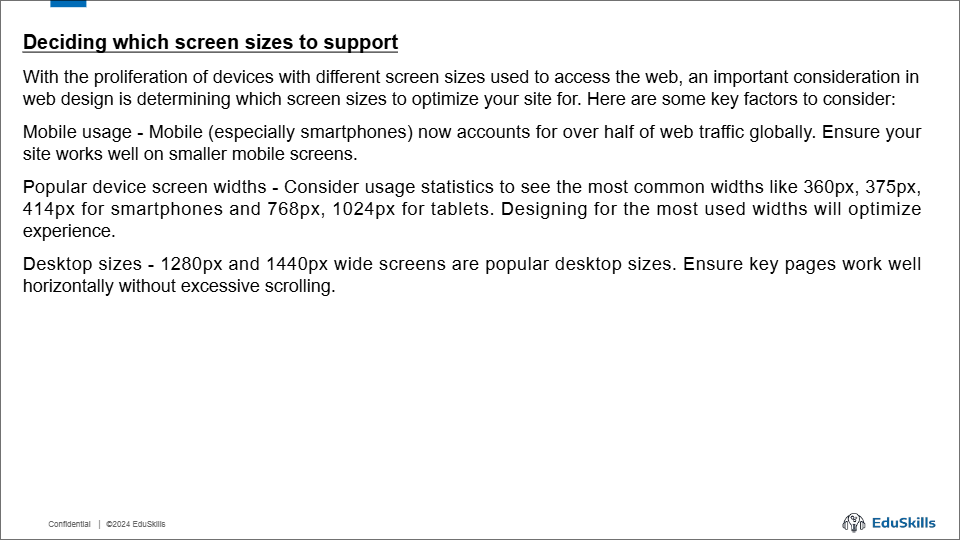 Deciding which screen sizes to support
With the proliferation of devices with different screen sizes used to access the web, an important consideration in
web design is determining which screen sizes to optimize your site for. Here are some key factors to consider:
Mobile usage - Mobile (especially smartphones) now accounts for over half of web traffic globally. Ensure your
site works well on smaller mobile screens.
Popular device screen widths - Consider usage statistics to see the most common widths like 360px, 375px,
414px for smartphones and 768px, 1024px for tablets. Designing for the most used widths will optimize
experience.
Desktop sizes - 1280px and 1440px wide screens are popular desktop sizes. Ensure key pages work well
horizontally without excessive scrolling.
Confidential | ©2024 EduSkills
EduSkills